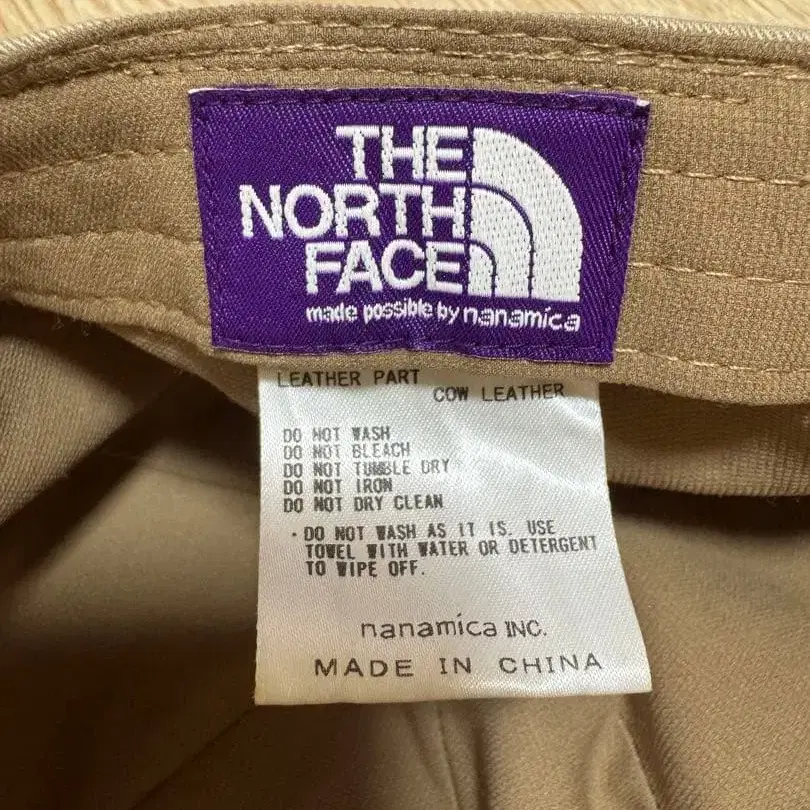 THE
NORTH
FACE
made possible by nanamica
LEATHER PART
COW LEATHER
DO NOT WASH
DO NOT BLEACH
DO NOT TUMBLE DRY
DO NOT IRON
DO NOT DRY CLEAN
・DO NOT WASH AS IT IS. USE
TOWEL WITH WATER OR DETERGENT
TO WIPE OFF.
nanamica INC.
MADE IN CHINA